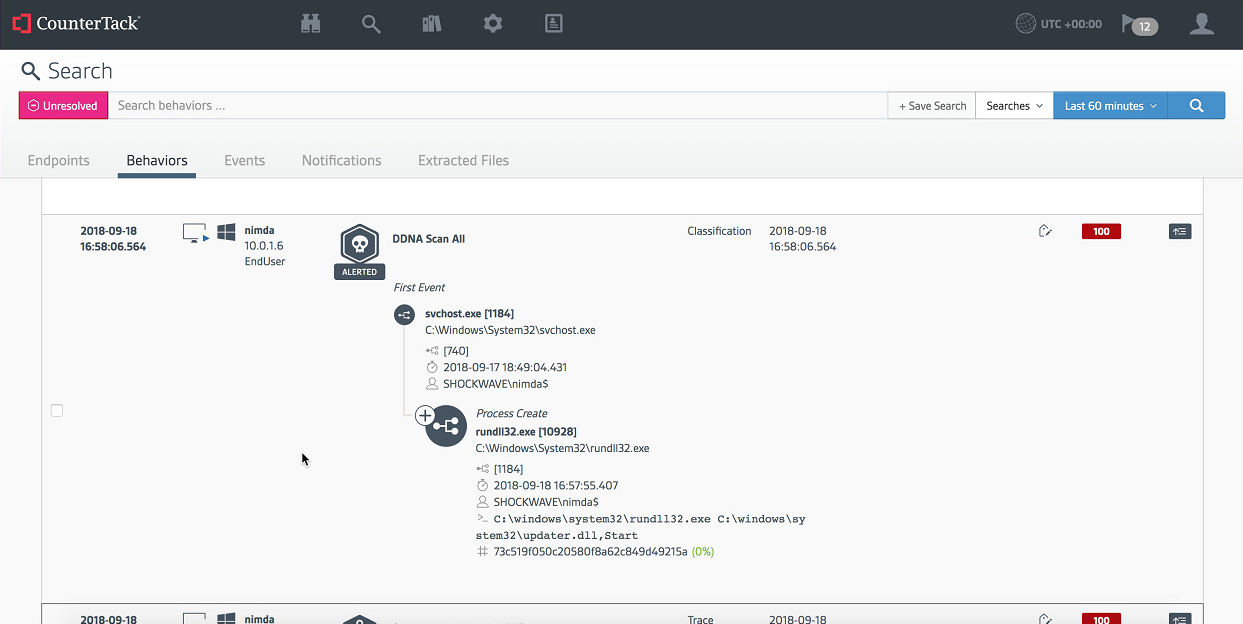 CounterTack
UTC +00:00
12
Search
Unresolved
Search behaviors ...
+ Save Search
Searches
Last 60 minutes
Endpoints
Behaviors
Events
Notifications
Extracted Files
2018-09-18
16:58:06.564
nimda
10.0.1.6
EndUser
ALERTED
DDNA Scan All
Classification
2018-09-18
16:58:06.564
100
First Event
svchost.exe [1184]
C:\Windows\System32\svchost.exe
[740]
2018-09-17 18:49:04.431
SHOCKWAVE\nimda$
Process Create
rundll32.exe [10928]
C:\Windows\System32\rundll32.exe
[1184]
2018-09-18 16:57:55.407
SHOCKWAVE\nimda$
>_ C:\windows\system32\rundll32.exe C:\windows\sy
stem32\updater.dll,Start
# 73c519f050c20580f8a62c849d49215a (0%)
2018-09-18
nimda
Trace
2018-09-18
100